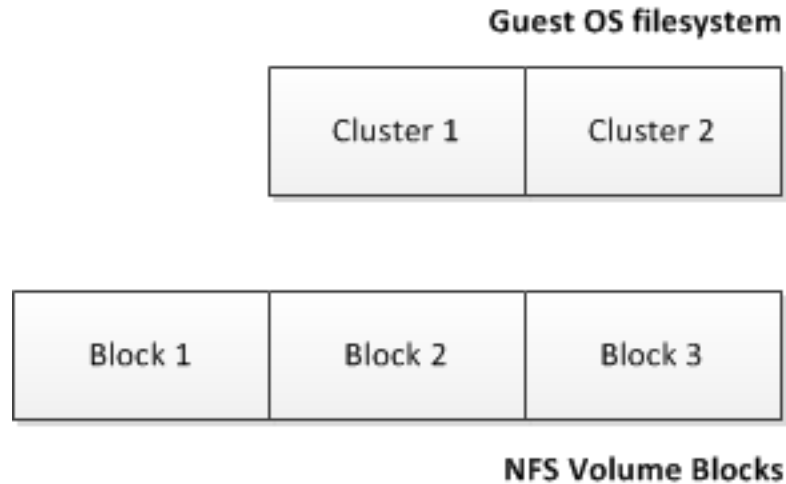 Guest OS filesystem
Cluster 1 Cluster 2
Block 1 Block 2 Block 3
NFS Volume Blocks